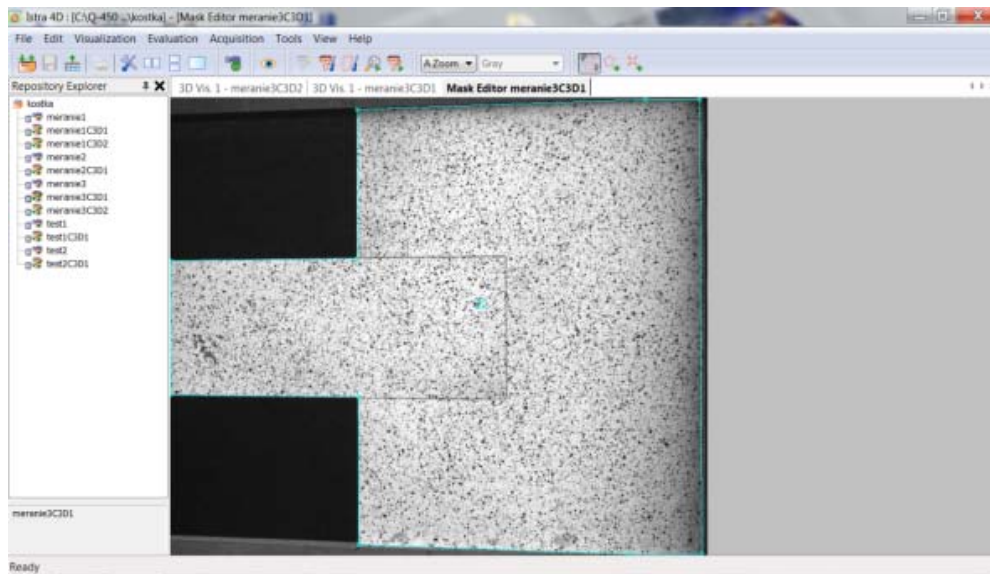 Istra 4D : [C:\Q-450 ...\kostka] - [Mask Editor meranie3C3D1]
File Edit Visualization Evaluation Acquisition Tools View Help
A Zoom Gray
Repository Explorer 3D Vis. 1 - meranie3C3D2 3D Vis. 1 - meranie3C3D1 Mask Editor meranie3C3D1
kostka
meranie1
meranie1C3D1
meranie1C3D2
meranie2
meranie2C3D1
meranie3
meranie3C3D1
meranie3C3D2
test1
test1C3D1
test2
test2C3D1
meranie3C3D1
Ready